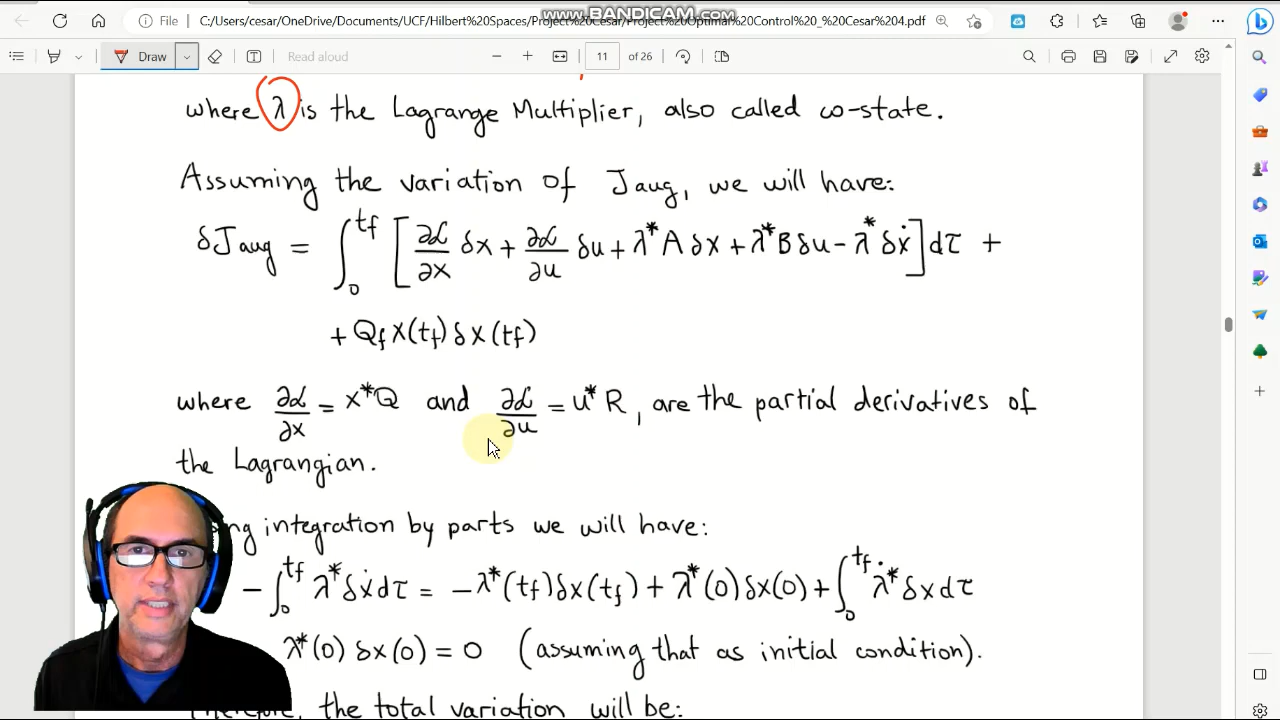 www.BANDICAM.com
File C:/Users/cesar/OneDrive/Documents/UCF/Hilbert%20Spaces/Project%20Optimal%20Control%20_%20Cesar%204.pdf
Draw Read aloud 11 of 26
where λ is the Lagrange Multiplier, also called co-state.
Assuming the variation of Jaug, we will have:
δJaug = ∫₀^tf [∂ℒ/∂x δx + ∂ℒ/∂u δu + λ*A δx + λ*B δu - λ* δẋ] dτ +
+ Qf x(tf) δx(tf)
where ∂ℒ/∂x = x*Q and ∂ℒ/∂u = u*R, are the partial derivatives of
the Lagrangian.
integration by parts we will have:
- ∫₀^tf λ* δẋ dτ = - λ*(tf) δx(tf) + λ*(0) δx(0) + ∫₀^tf λ̇* δx dτ
λ*(0) δx(0) = 0 (assuming that as initial condition).
Therefore, the total variation will be: